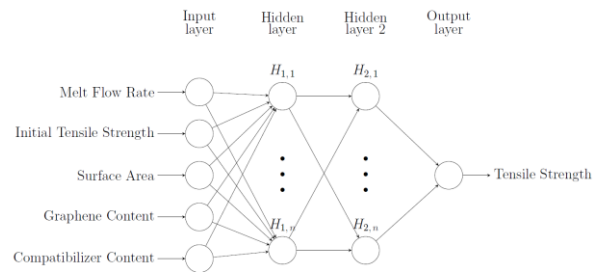 Input
layer
Hidden
layer
Hidden
layer 2
Output
layer
H1,1
H2,1
Melt Flow Rate
Initial Tensile Strength
Surface Area
Tensile Strength
Graphene Content
H1,n
H2,n
Compatibilizer Content